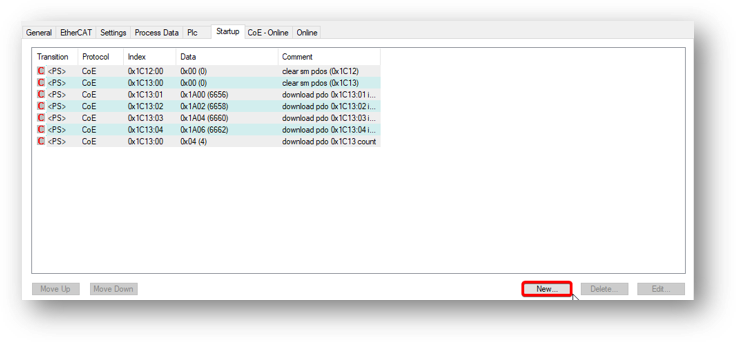 General EtherCAT Settings Process Data Plc Startup CoE - Online Online
Transition Protocol Index Data Comment
C <PS> CoE 0x1C12:00 0x00 (0) clear sm pdos (0x1C12)
C <PS> CoE 0x1C13:00 0x00 (0) clear sm pdos (0x1C13)
C <PS> CoE 0x1C13:01 0x1A00 (6656) download pdo 0x1C13:01 i...
C <PS> CoE 0x1C13:02 0x1A02 (6658) download pdo 0x1C13:02 i...
C <PS> CoE 0x1C13:03 0x1A04 (6660) download pdo 0x1C13:03 i...
C <PS> CoE 0x1C13:04 0x1A06 (6662) download pdo 0x1C13:04 i...
C <PS> CoE 0x1C13:00 0x04 (4) download pdo 0x1C13 count
Move Up Move Down New... Delete... Edit...